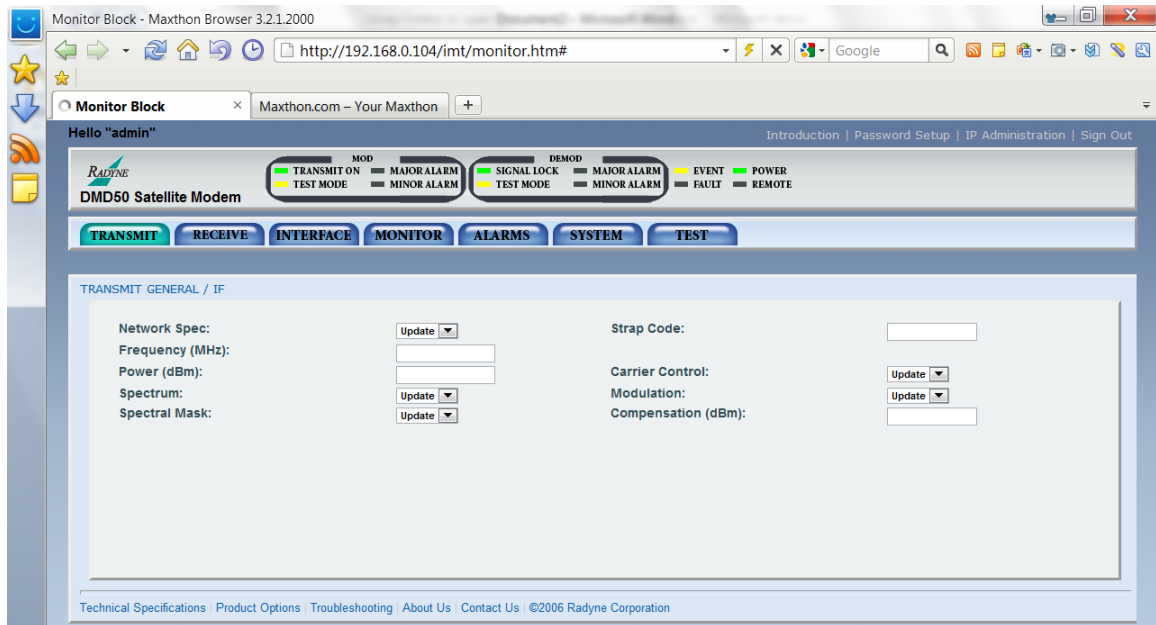 Monitor Block - Maxthon Browser 3.2.1.2000
http://192.168.0.104/imt/monitor.htm#
Google
Monitor Block
Maxthon.com – Your Maxthon
Hello "admin"
Introduction | Password Setup | IP Administration | Sign Out
RADYNE
DMD50 Satellite Modem
MOD
TRANSMIT ON MAJOR ALARM
TEST MODE MINOR ALARM
DEMOD
SIGNAL LOCK MAJOR ALARM
TEST MODE MINOR ALARM
EVENT POWER
FAULT REMOTE
TRANSMIT RECEIVE INTERFACE MONITOR ALARMS SYSTEM TEST
TRANSMIT GENERAL / IF
Network Spec: Update Strap Code:
Frequency (MHz):
Power (dBm): Carrier Control: Update
Spectrum: Update Modulation: Update
Spectral Mask: Update Compensation (dBm):
Technical Specifications | Product Options | Troubleshooting | About Us | Contact Us | ©2006 Radyne Corporation